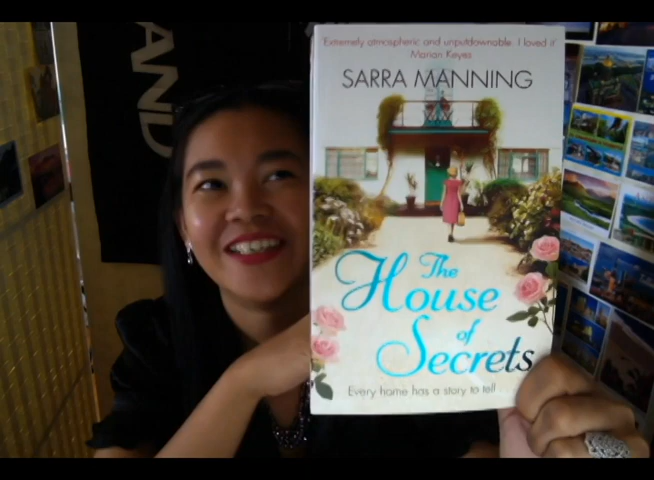 AND
'Extremely atmospheric and unputdownable. I loved it'
Marian Keyes
SARRA MANNING
The
House
of
Secrets
Every home has a story to tell...